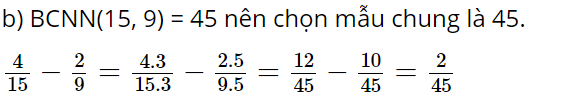 b) BCNN(15, 9) = 45 nên chọn mẫu chung là 45.
4/15 − 2/9 = 4.3/15.3 − 2.5/9.5 = 12/45 − 10/45 = 2/45